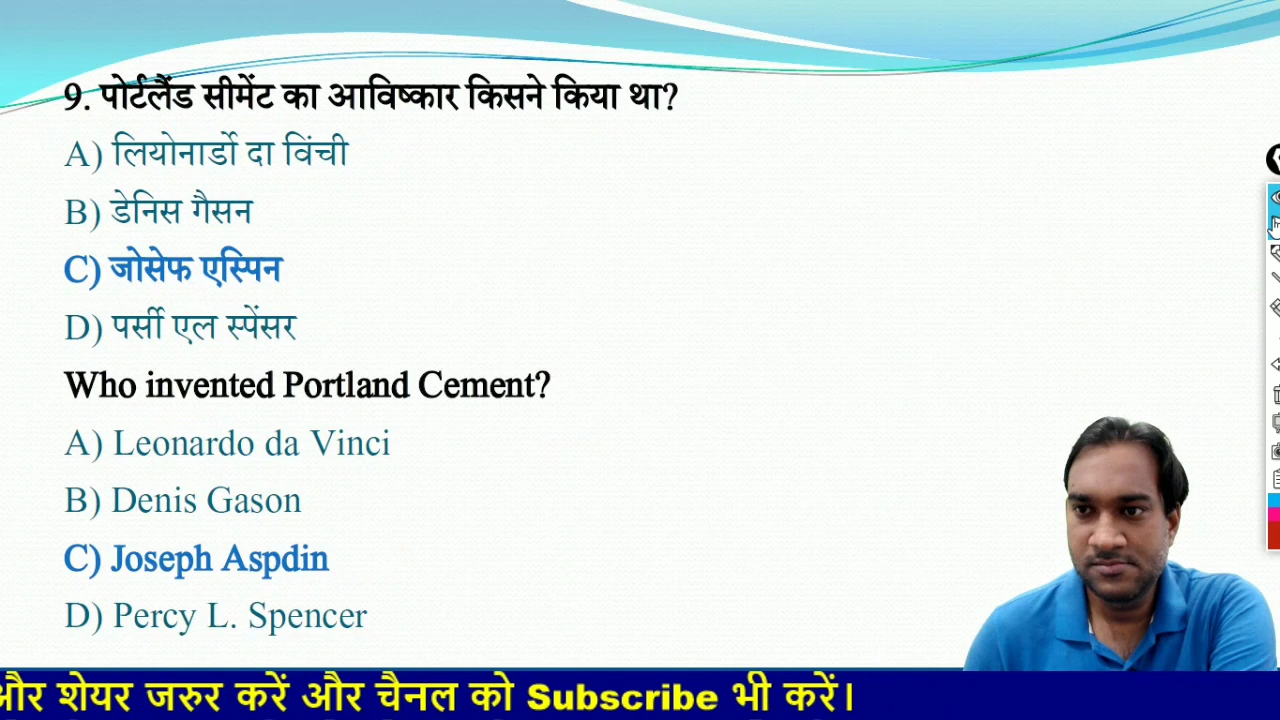 9. पोर्टलैंड सीमेंट का आविष्कार किसने किया था?
A) लियोनार्डो दा विंची
B) डेनिस गैसन
C) जोसेफ एस्पिन
D) पर्सी एल स्पेंसर
Who invented Portland Cement?
A) Leonardo da Vinci
B) Denis Gason
C) Joseph Aspdin
D) Percy L. Spencer
और शेयर जरुर करें और चैनल को Subscribe भी करें।